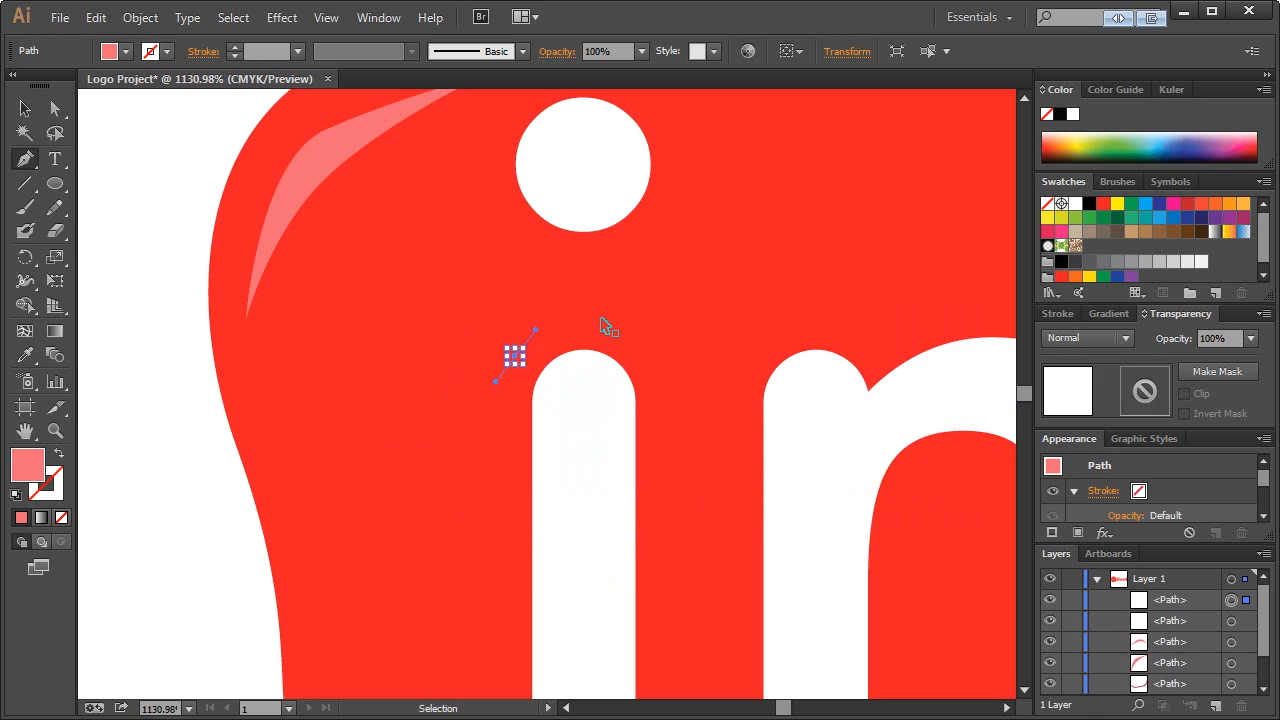 Ai File Edit Object Type Select Effect View Window Help Br Essentials
Path Stroke: Basic Opacity: 100% Style: Transform
Logo Project* @ 1130.98% (CMYK/Preview) ×
Color Color Guide Kuler
Swatches Brushes Symbols
Stroke Gradient Transparency
Normal Opacity: 100%
Make Mask
Clip
Invert Mask
Appearance Graphic Styles
Path
Stroke:
Opacity: Default
fx
Layers Artboards
Layer 1
<Path>
<Path>
<Path>
<Path>
<Path>
1 Layer
1130.98% 1 Selection
in
T